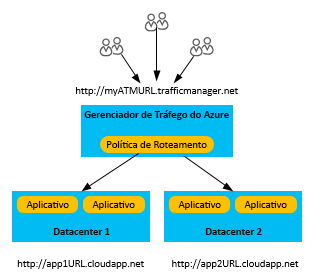 http://myATMURL.trafficmanager.net
Gerenciador de Tráfego do Azure
Política de Roteamento
Aplicativo Aplicativo Aplicativo Aplicativo
Datacenter 1 Datacenter 2
http://app1URL.cloudapp.net http://app2URL.cloudapp.net